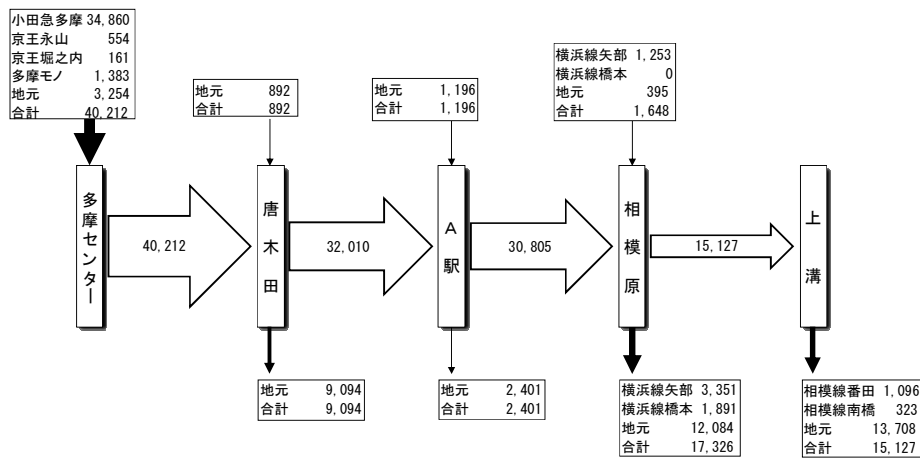 小田急多摩 34,860
京王永山 554
京王堀之内 161
多摩モノ 1,383
地元 3,254
合計 40,212
地元 892
合計 892
地元 1,196
合計 1,196
横浜線矢部 1,253
横浜線橋本 0
地元 395
合計 1,648
多摩センター
40,212
唐木田
32,010
A駅
30,805
相模原
15,127
上溝
地元 9,094
合計 9,094
地元 2,401
合計 2,401
横浜線矢部 3,351
横浜線橋本 1,891
地元 12,084
合計 17,326
相模線番田 1,096
相模線南橋 323
地元 13,708
合計 15,127